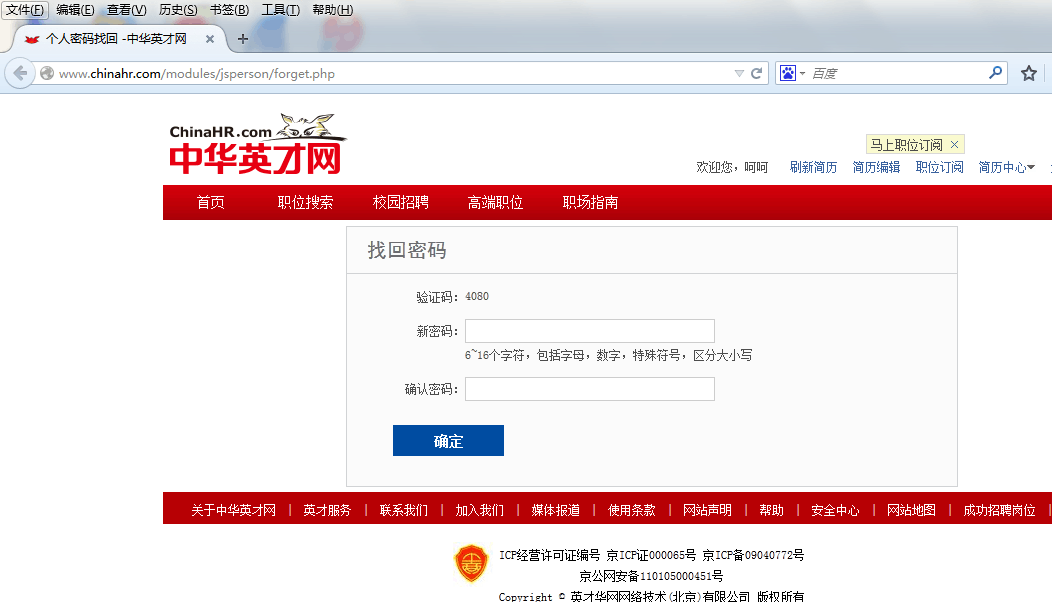 文件(F) 编辑(E) 查看(V) 历史(S) 书签(B) 工具(T) 帮助(H)
个人密码找回 -中华英才网
www.chinahr.com/modules/jsperson/forget.php
百度
ChinaHR.com
中华英才网
马上职位订阅
欢迎您，呵呵 刷新简历 简历编辑 职位订阅 简历中心
首页 职位搜索 校园招聘 高端职位 职场指南
找回密码
验证码：4080
新密码：
6~16个字符，包括字母，数字，特殊符号，区分大小写
确认密码：
确定
关于中华英才网 | 英才服务 | 联系我们 | 加入我们 | 媒体报道 | 使用条款 | 网站声明 | 帮助 | 安全中心 | 网站地图 | 成功招聘岗位 |
ICP经营许可证编号 京ICP证000065号 京ICP备09040772号
京公网安备110105000451号
Copyright © 英才华网网络技术(北京)有限公司 版权所有